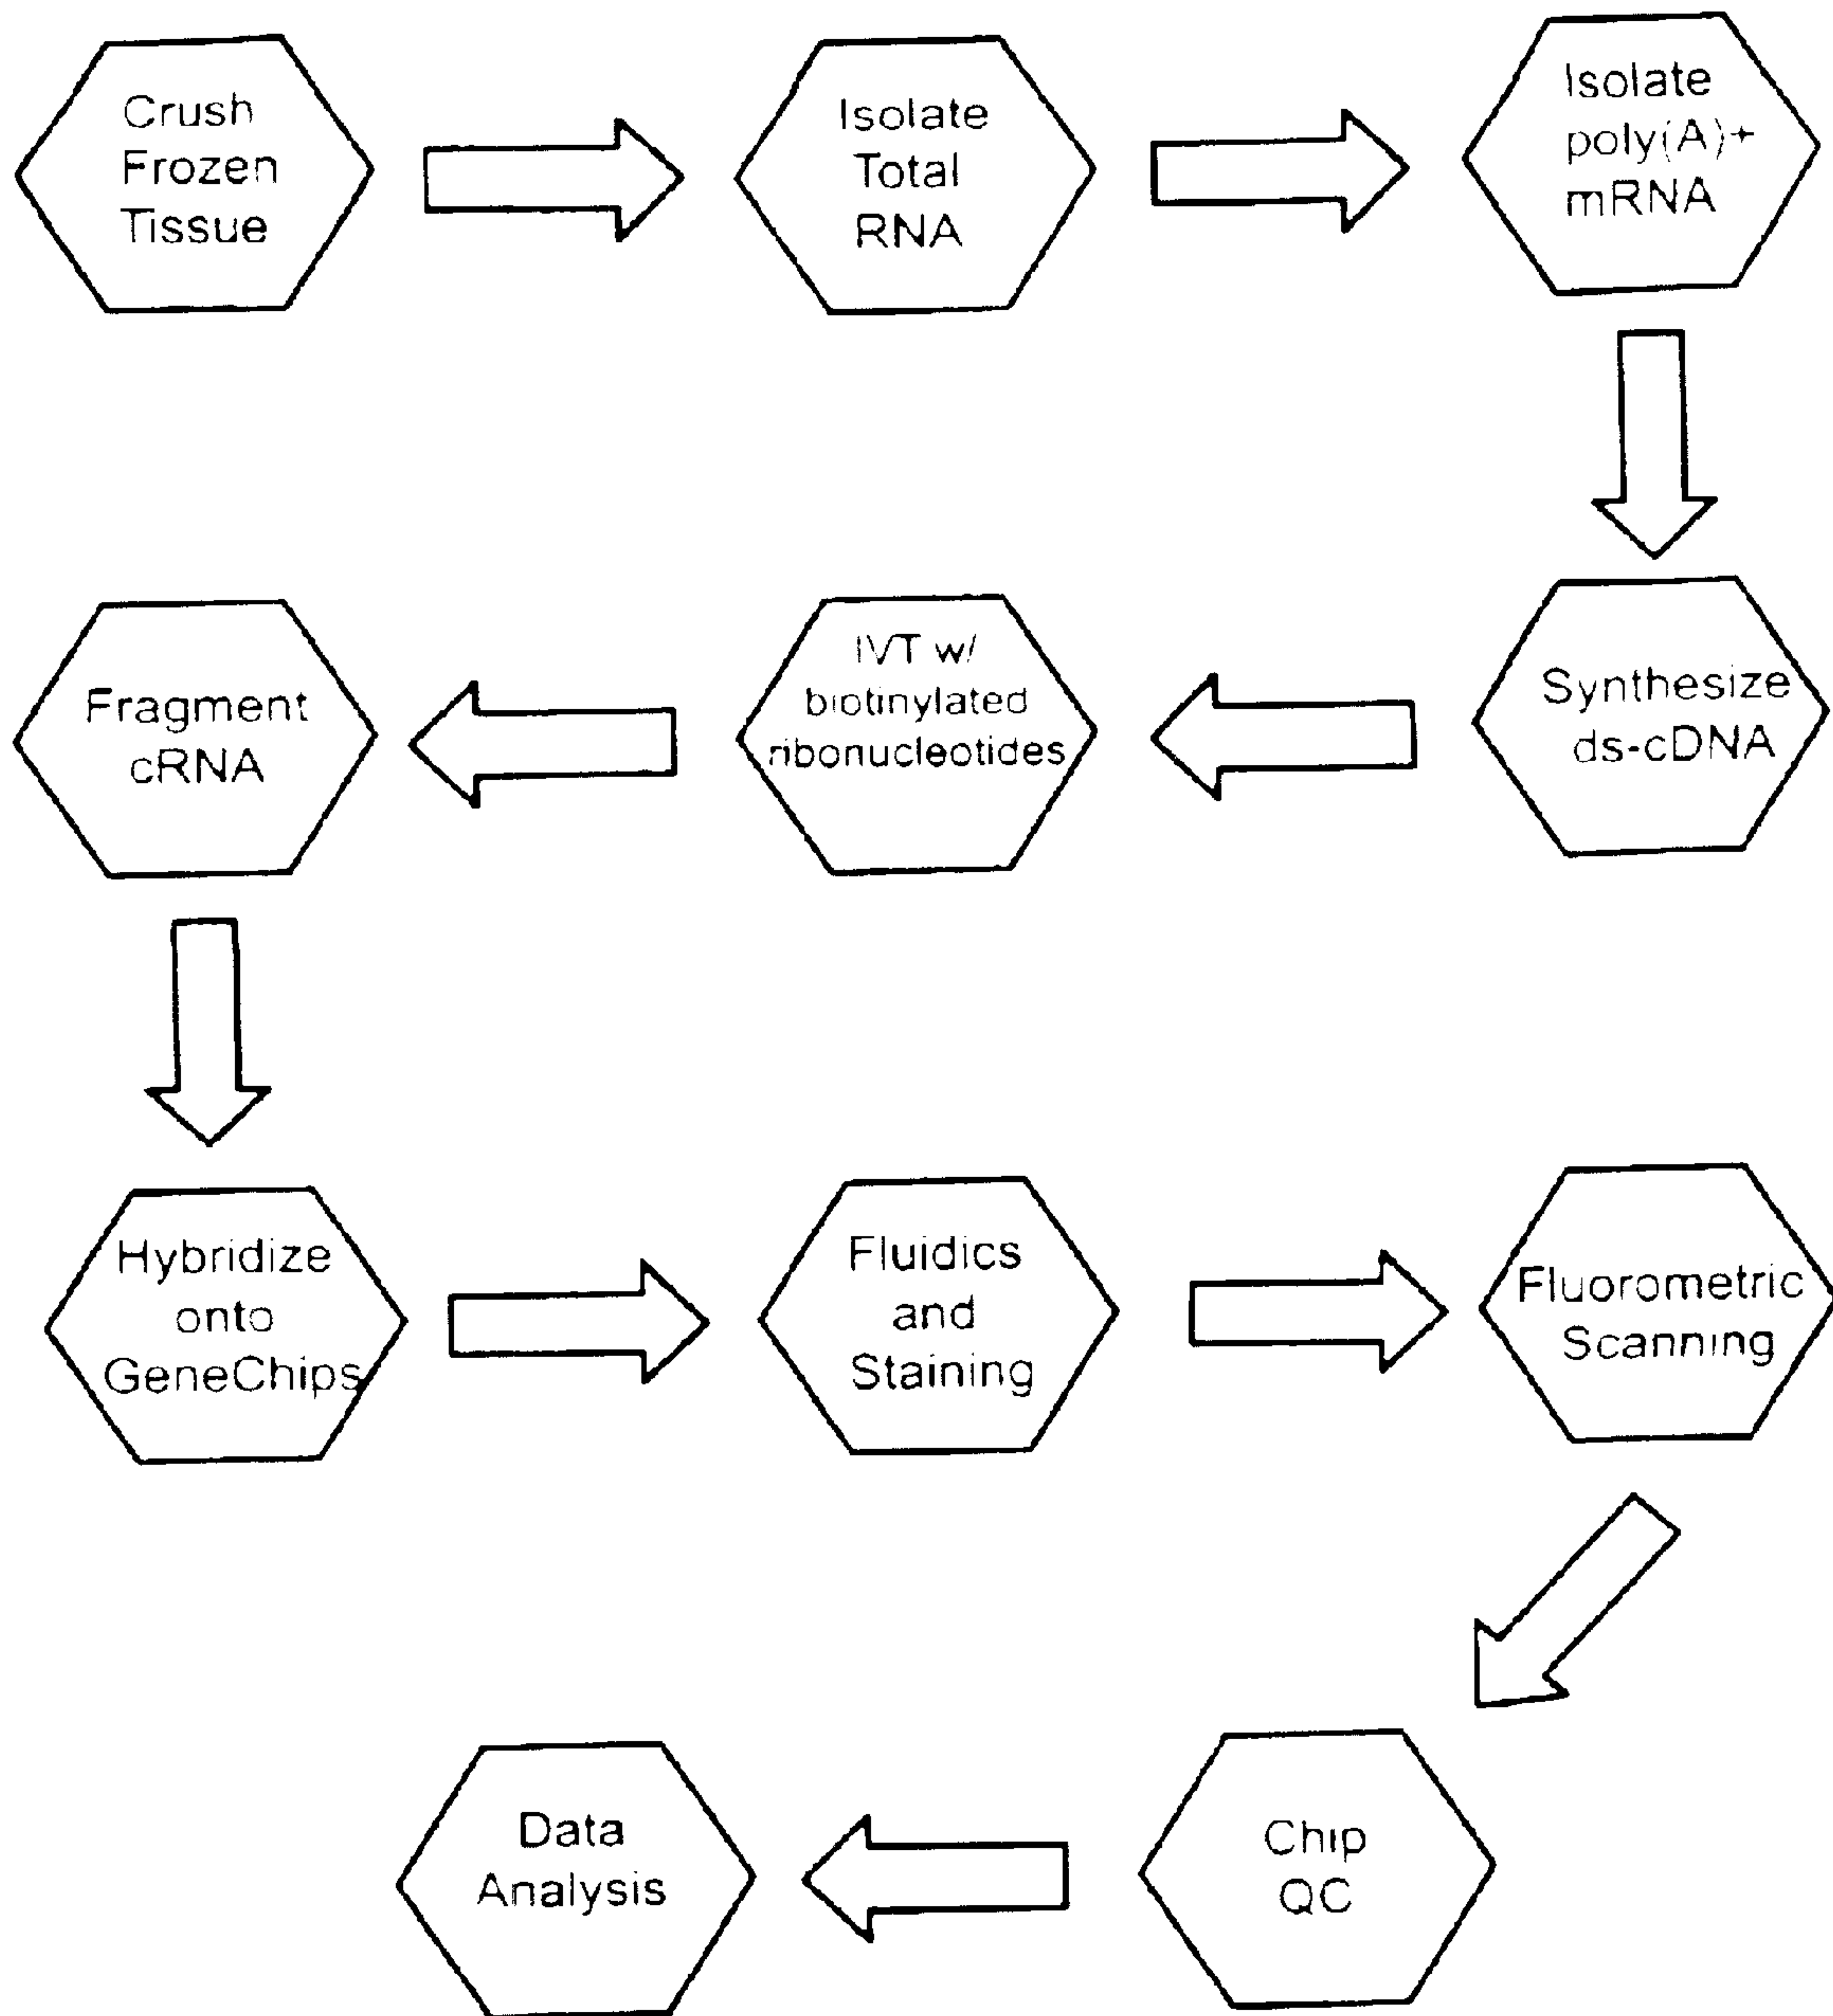 Crush
Frozen
Tissue
Isolate
Total
RNA
Isolate
poly(A)+
mRNA
Synthesize
ds-cDNA
IVT w/
biotinylated
ribonucleotides
Fragment
cRNA
Hybridize
onto
GeneChips
Fluidics
and
Staining
Fluorometric
Scanning
Chip
QC
Data
Analysis